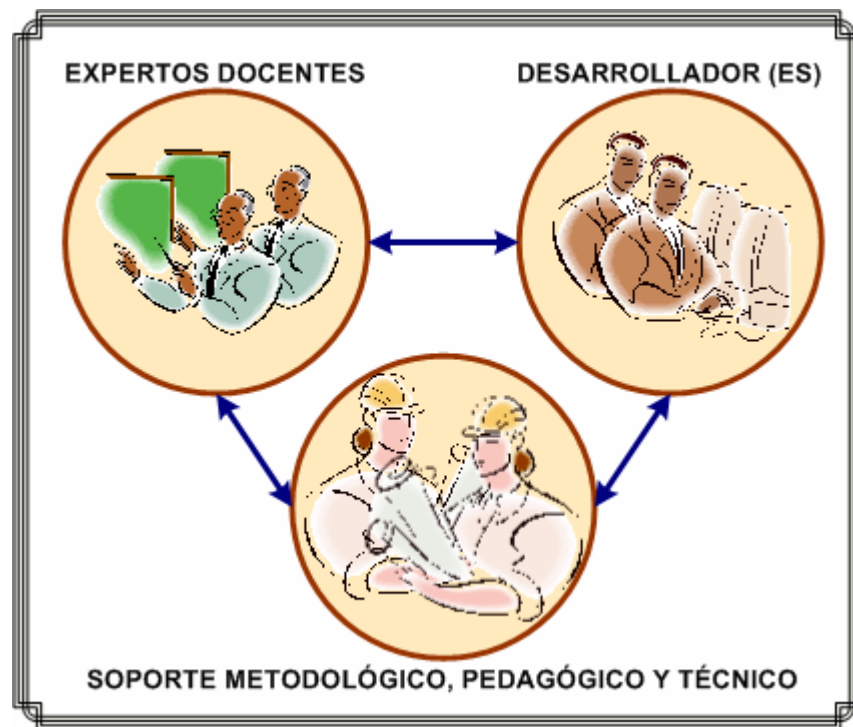 EXPERTOS DOCENTES
DESARROLLADOR (ES)
SOPORTE METODOLÓGICO, PEDAGÓGICO Y TÉCNICO